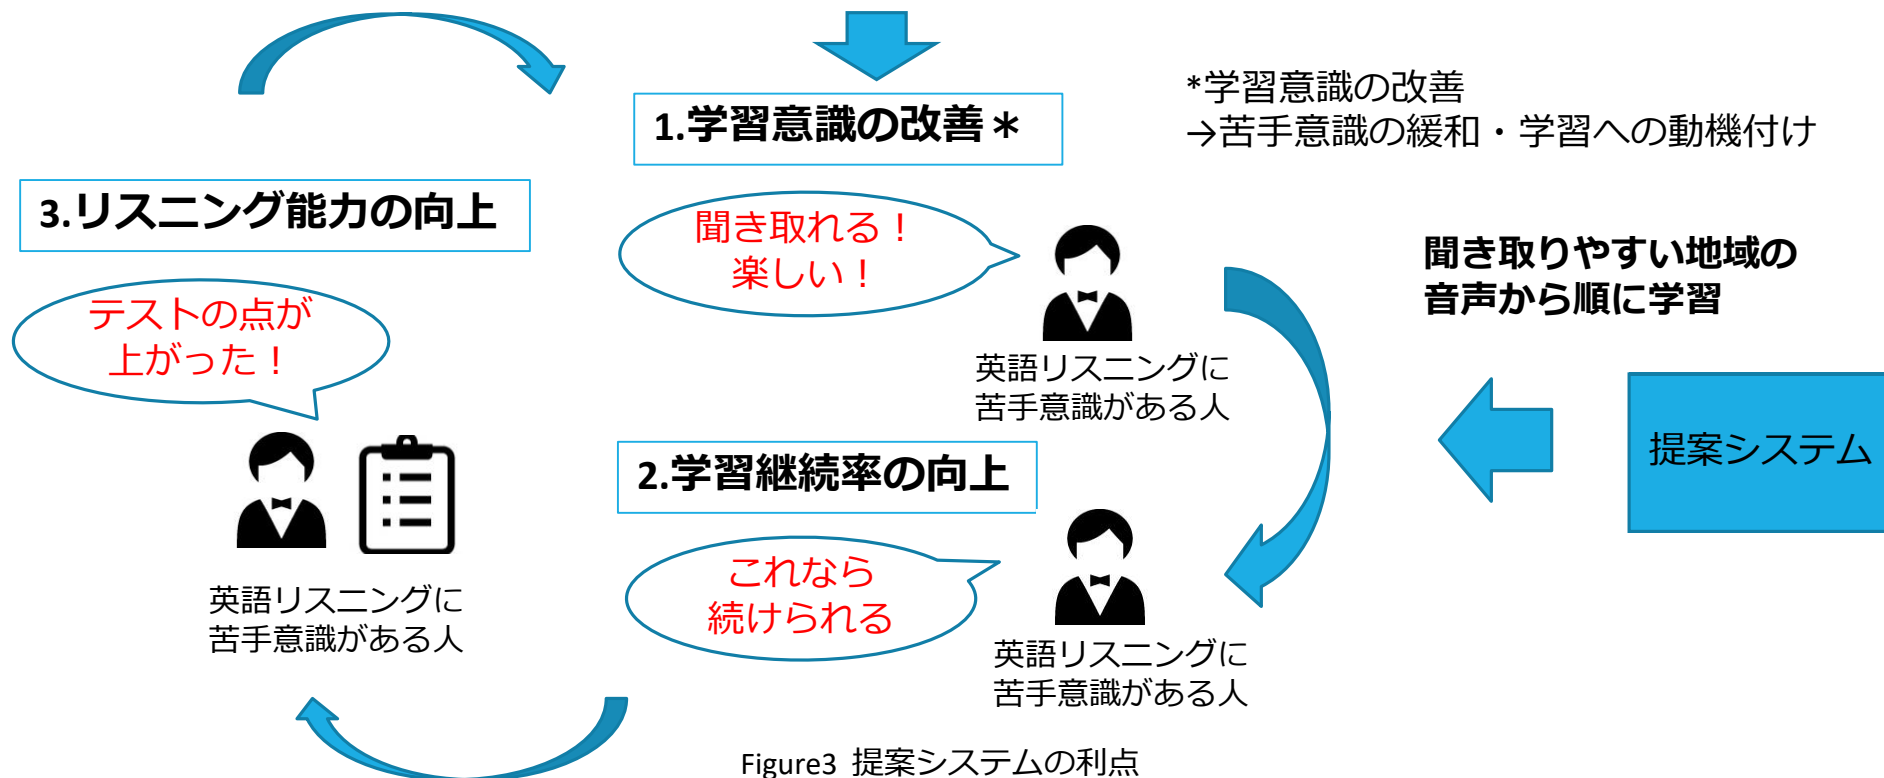 1.学習意識の改善＊
*学習意識の改善
→苦手意識の緩和・学習への動機付け
3.リスニング能力の向上
聞き取れる！
楽しい！
聞き取りやすい地域の
音声から順に学習
テストの点が
上がった！
英語リスニングに
苦手意識がある人
提案システム
2.学習継続率の向上
これなら
続けられる
英語リスニングに
苦手意識がある人
英語リスニングに
苦手意識がある人
Figure3 提案システムの利点